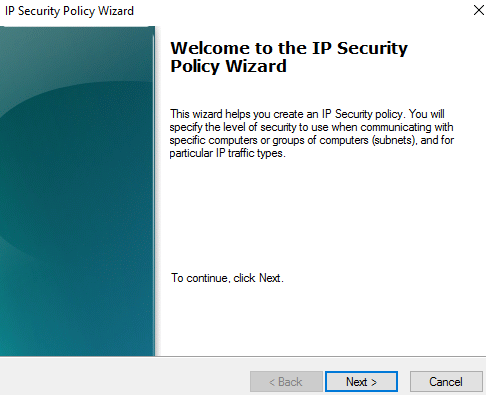 IP Security Policy Wizard
Welcome to the IP Security
Policy Wizard
This wizard helps you create an IP Security policy. You will
specify the level of security to use when communicating with
specific computers or groups of computers (subnets), and for
particular IP traffic types.
To continue, click Next.
< Back Next > Cancel